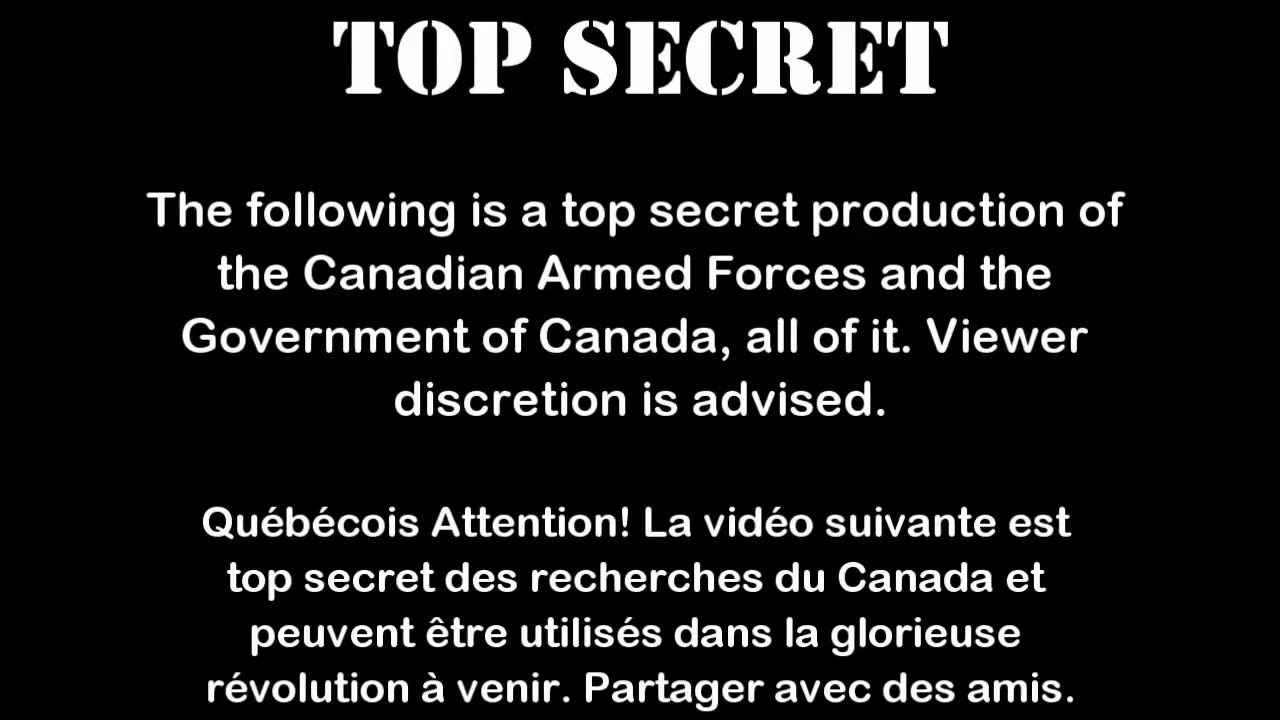 TOP SECRET
The following is a top secret production of
the Canadian Armed Forces and the
Government of Canada, all of it. Viewer
discretion is advised.
Québécois Attention! La vidéo suivante est
top secret des recherches du Canada et
peuvent être utilisés dans la glorieuse
révolution à venir. Partager avec des amis.